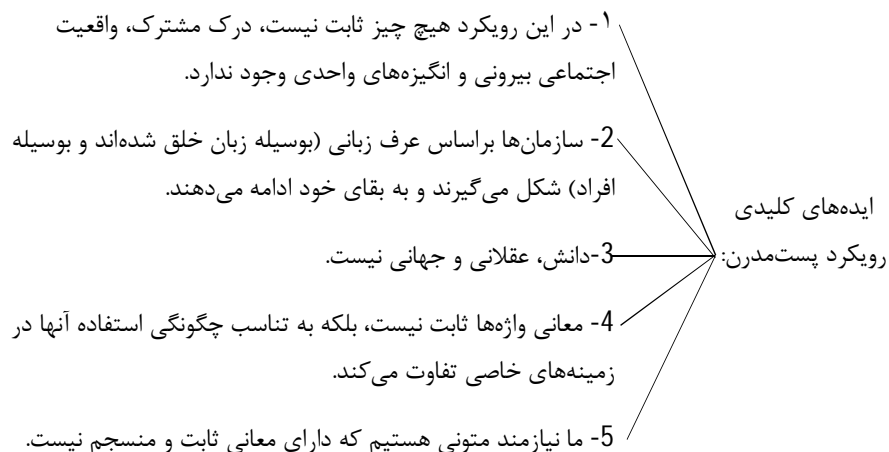 ایده‌های کلیدی
رویکرد پست‌مدرن:
۱- در این رویکرد هیچ چیز ثابت نیست، درک مشترک، واقعیت
اجتماعی بیرونی و انگیزه‌های واحدی وجود ندارد.
2- سازمان‌ها براساس عرف زبانی (بوسیله زبان خلق شده‌اند و بوسیله
افراد) شکل می‌گیرند و به بقای خود ادامه می‌دهند.
3-دانش، عقلانی و جهانی نیست.
4- معانی واژه‌ها ثابت نیست، بلکه به تناسب چگونگی استفاده آنها در
زمینه‌های خاصی تفاوت می‌کند.
5- ما نیازمند متونی هستیم که دارای معانی ثابت و منسجم نیست.